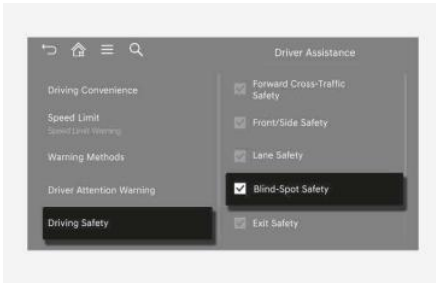 Driver Assistance
Driving Convenience
Speed Limit
Speed Limit Warning
Warning Methods
Driver Attention Warning
Driving Safety
Forward Cross-Traffic
Safety
Front/Side Safety
Lane Safety
Blind-Spot Safety
Exit Safety